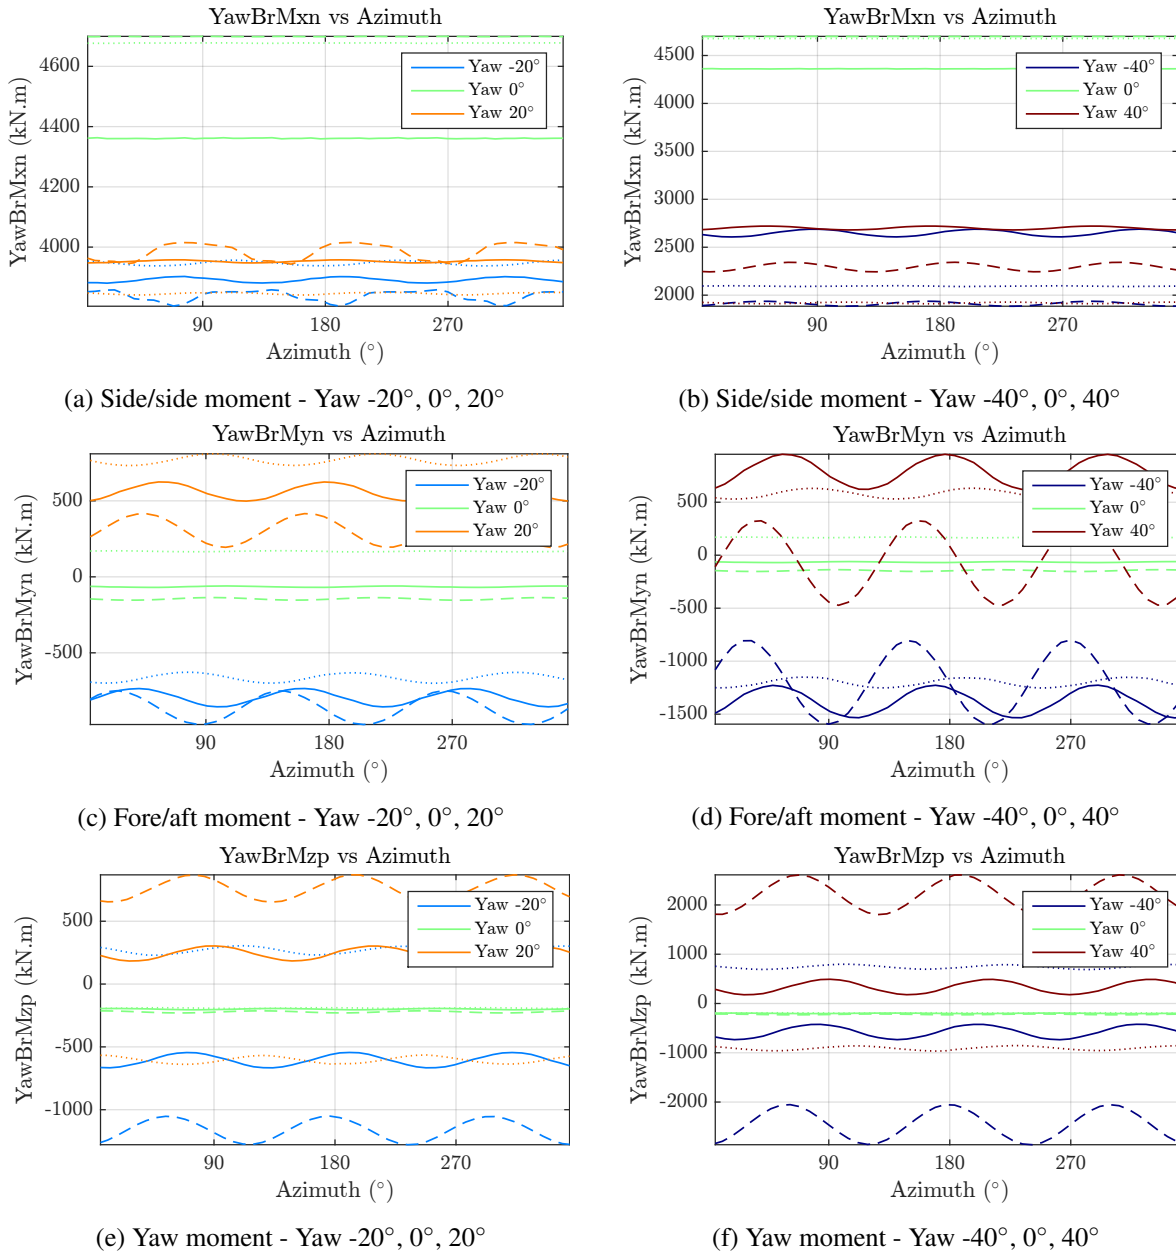 YawBrMxn vs Azimuth
YawBrMxn (kN.m)
4600
4400
4200
4000
90
180
270
Azimuth (°)
Yaw -20°
Yaw 0°
Yaw 20°
(a) Side/side moment - Yaw -20°, 0°, 20°
YawBrMxn vs Azimuth
YawBrMxn (kN.m)
4500
4000
3500
3000
2500
2000
90
180
270
Azimuth (°)
Yaw -40°
Yaw 0°
Yaw 40°
(b) Side/side moment - Yaw -40°, 0°, 40°
YawBrMyn vs Azimuth
YawBrMyn (kN.m)
500
0
-500
90
180
270
Azimuth (°)
Yaw -20°
Yaw 0°
Yaw 20°
(c) Fore/aft moment - Yaw -20°, 0°, 20°
YawBrMyn vs Azimuth
YawBrMyn (kN.m)
500
0
-500
-1000
-1500
90
180
270
Azimuth (°)
Yaw -40°
Yaw 0°
Yaw 40°
(d) Fore/aft moment - Yaw -40°, 0°, 40°
YawBrMzp vs Azimuth
YawBrMzp (kN.m)
500
0
-500
-1000
90
180
270
Azimuth (°)
Yaw -20°
Yaw 0°
Yaw 20°
(e) Yaw moment - Yaw -20°, 0°, 20°
YawBrMzp vs Azimuth
YawBrMzp (kN.m)
2000
1000
0
-1000
-2000
90
180
270
Azimuth (°)
Yaw -40°
Yaw 0°
Yaw 40°
(f) Yaw moment - Yaw -40°, 0°, 40°